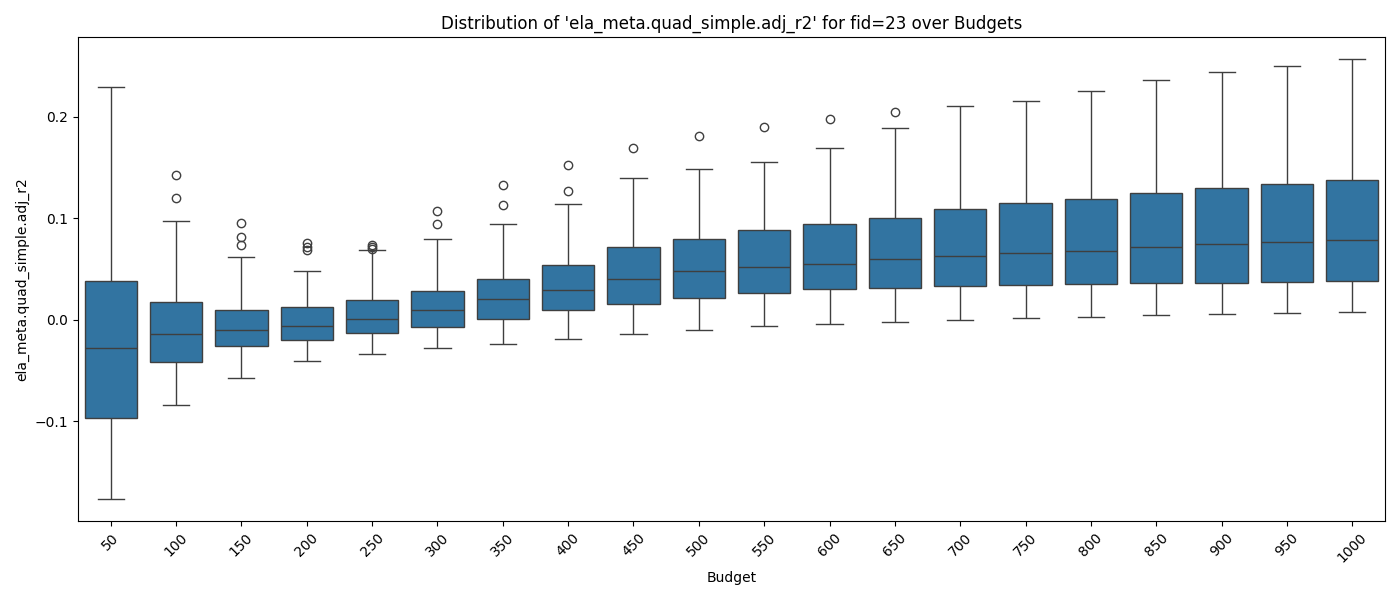 Distribution of 'ela_meta.quad_simple.adj_r2' for fid=23 over Budgets
ela_meta.quad_simple.adj_r2
0.2
0.1
0.0
−0.1
50 100 150 200 250 300 350 400 450 500 550 600 650 700 750 800 850 900 950 1000
Budget